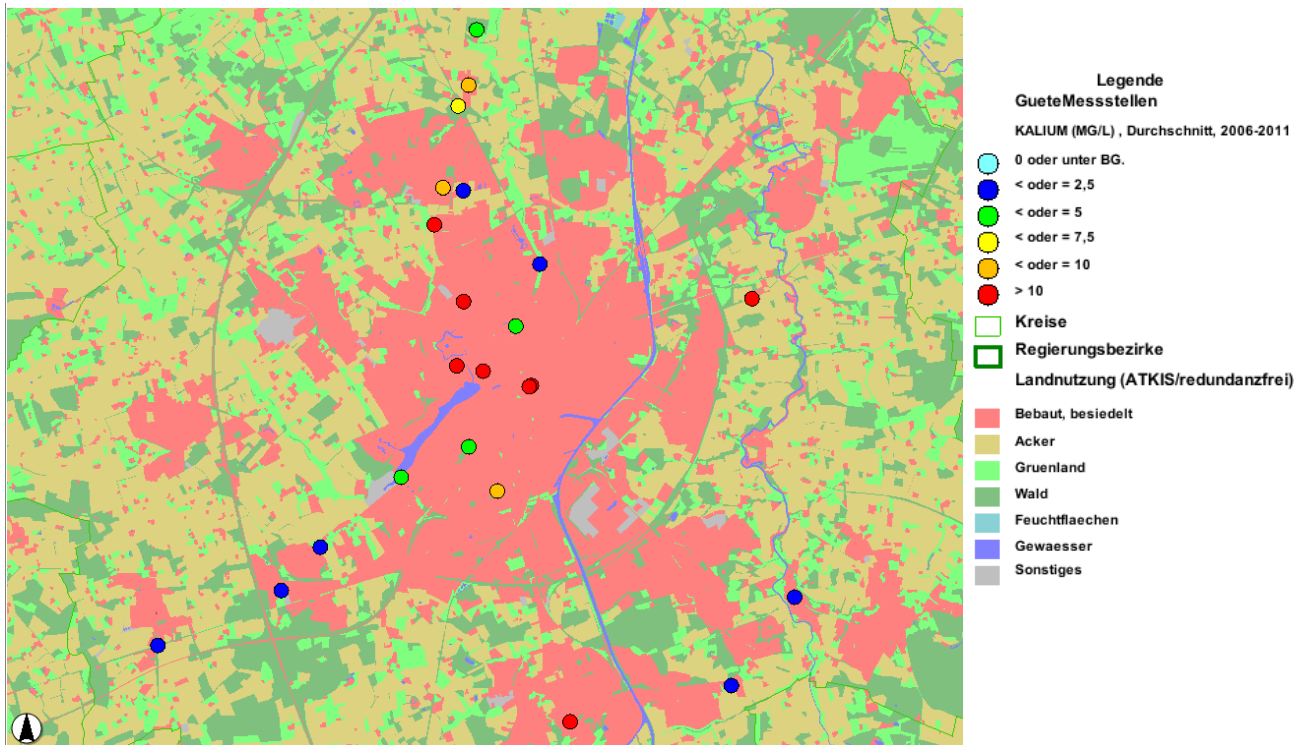 Legende
GueteMessstellen
KALIUM (MG/L) , Durchschnitt, 2006-2011
0 oder unter BG.
< oder = 2,5
< oder = 5
< oder = 7,5
< oder = 10
> 10
Kreise
Regierungsbezirke
Landnutzung (ATKIS/redundanzfrei)
Bebaut, besiedelt
Acker
Gruenland
Wald
Feuchtflaechen
Gewaesser
Sonstiges